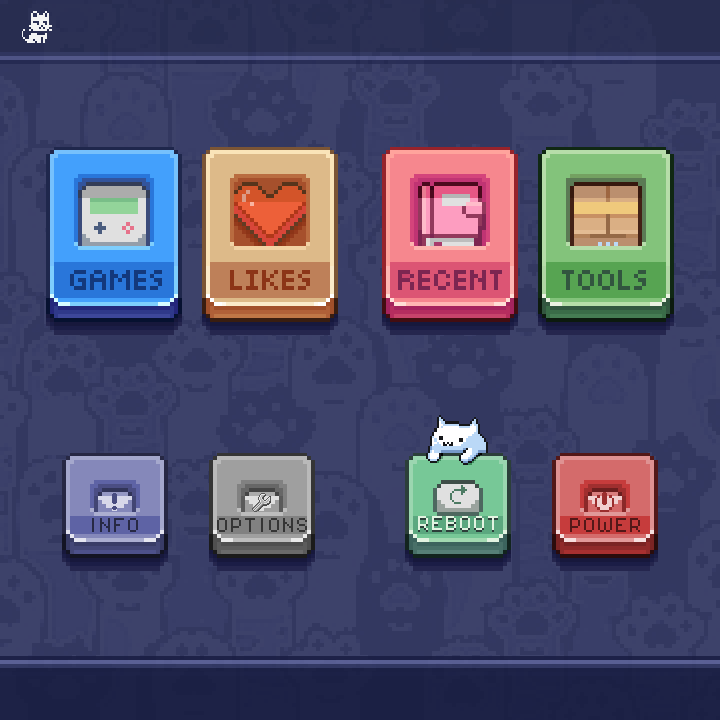 GAMES
LIKES
RECENT
TOOLS
INFO
OPTIONS
REBOOT
POWER